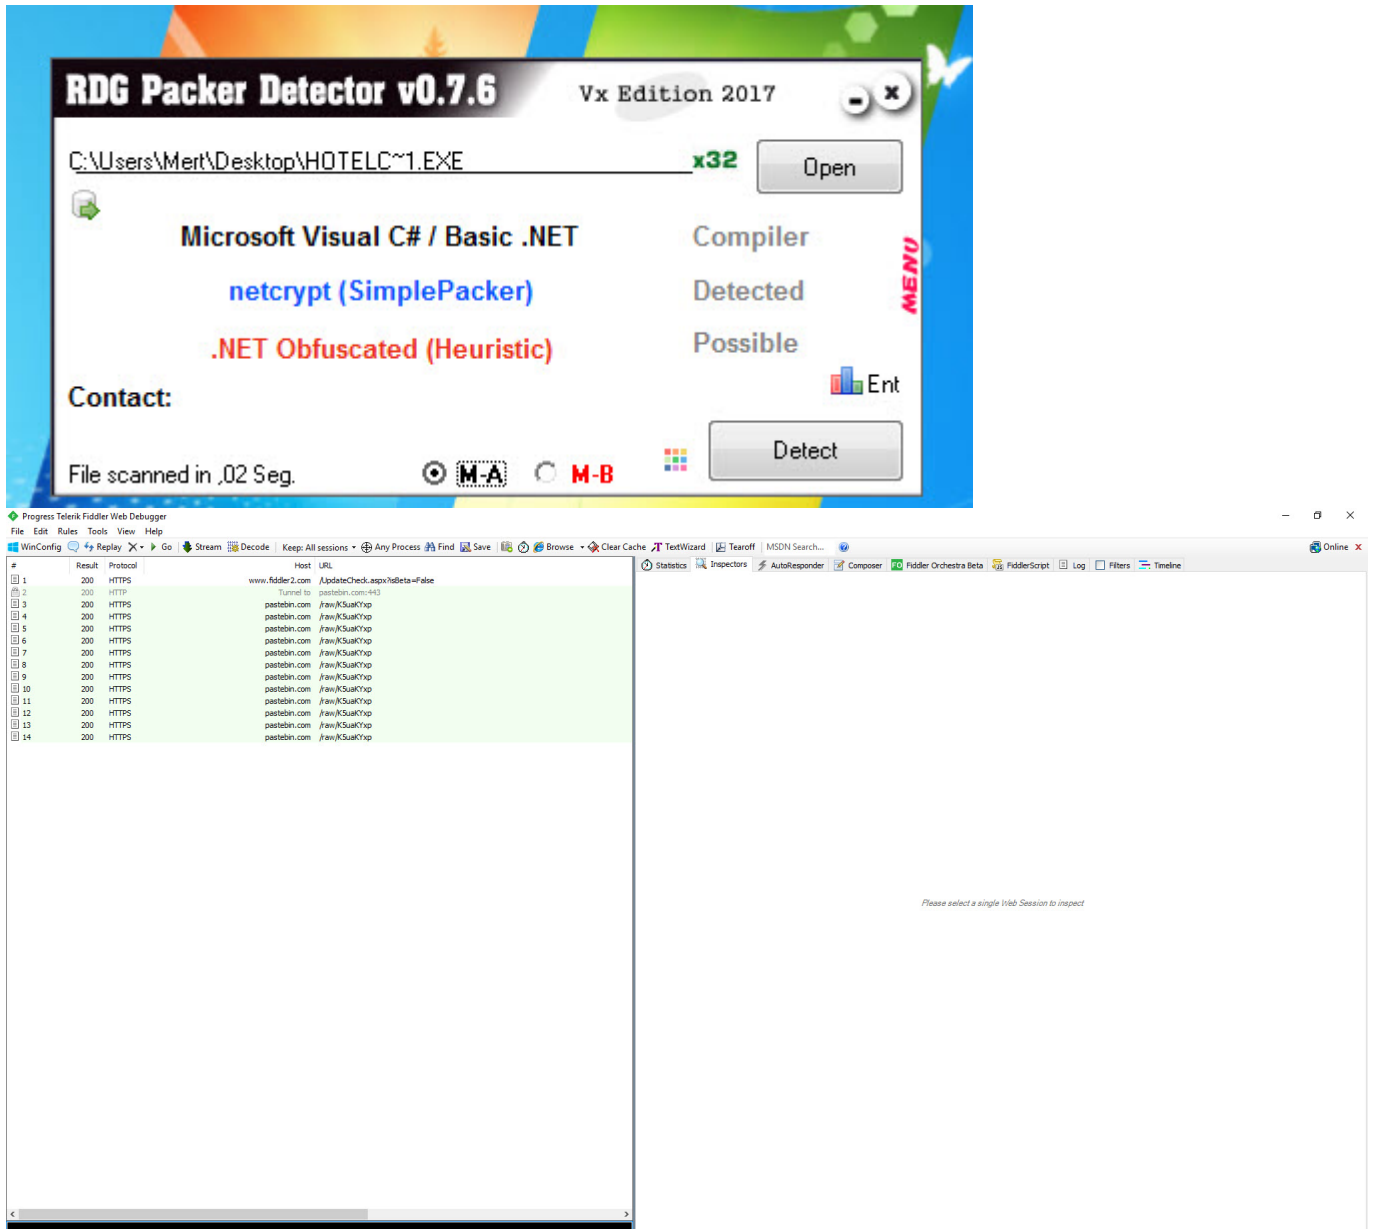 RDG Packer Detector v0.7.6 Vx Edition 2017
C:\Users\Mert\Desktop\HOTELC~1.EXE x32 Open
Microsoft Visual C# / Basic .NET Compiler
MENU
netcrypt (SimplePacker) Detected
.NET Obfuscated (Heuristic) Possible
Ent
Contact:
Detect
File scanned in ,02 Seg. M-A M-B
Progress Telerik Fiddler Web Debugger
File Edit Rules Tools View Help
WinConfig Replay Go Stream Decode Keep: All sessions Any Process Find Save Browse Clear Cache TextWizard Tearoff MSDN Search... Online x
# Result Protocol Host URL
Statistics Inspectors AutoResponder Composer FO Fiddler Orchestra Beta FiddlerScript Log Filters Timeline
1 200 HTTPS www.fiddler2.com /UpdateCheck.aspx?isBeta=False
2 200 HTTP Tunnel to pastebin.com:443
3 200 HTTPS pastebin.com /raw/K5uaKYxp
4 200 HTTPS pastebin.com /raw/K5uaKYxp
5 200 HTTPS pastebin.com /raw/K5uaKYxp
6 200 HTTPS pastebin.com /raw/K5uaKYxp
7 200 HTTPS pastebin.com /raw/K5uaKYxp
8 200 HTTPS pastebin.com /raw/K5uaKYxp
9 200 HTTPS pastebin.com /raw/K5uaKYxp
10 200 HTTPS pastebin.com /raw/K5uaKYxp
11 200 HTTPS pastebin.com /raw/K5uaKYxp
12 200 HTTPS pastebin.com /raw/K5uaKYxp
13 200 HTTPS pastebin.com /raw/K5uaKYxp
14 200 HTTPS pastebin.com /raw/K5uaKYxp
Please select a single Web Session to inspect